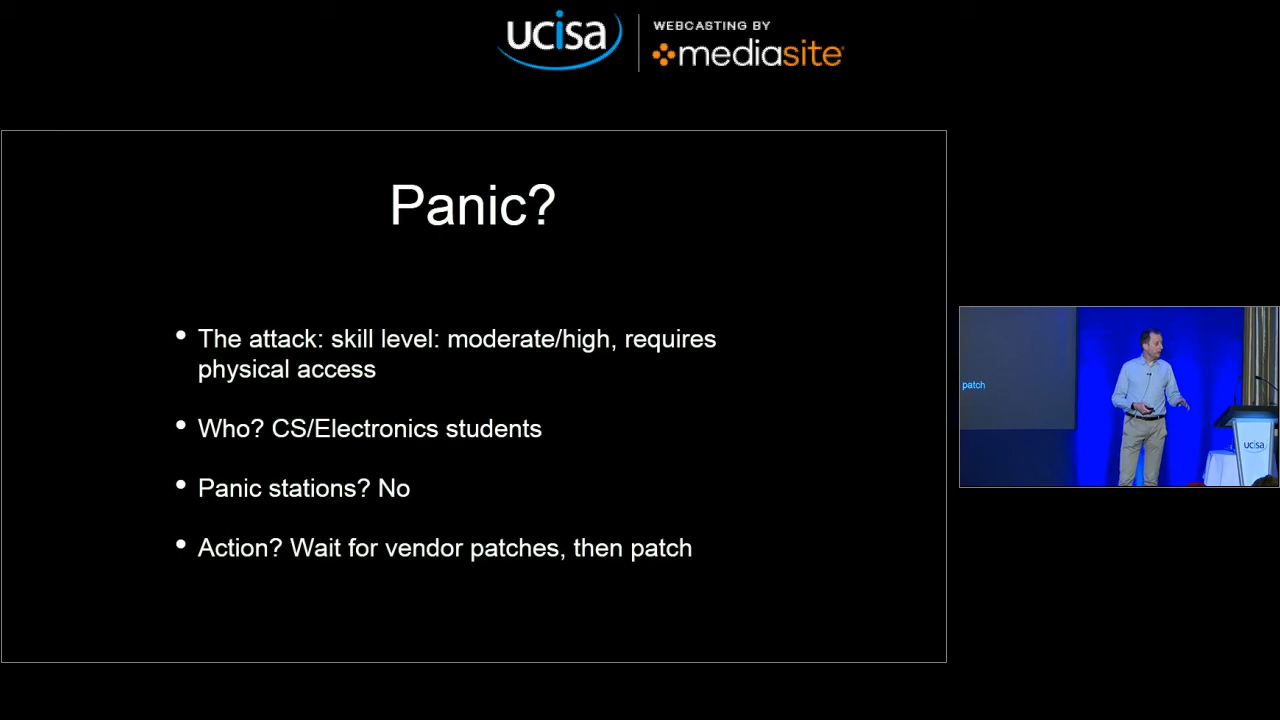 ucisa
WEBCASTING BY
mediasite
Panic?
• The attack: skill level: moderate/high, requires
physical access
• Who? CS/Electronics students
• Panic stations? No
• Action? Wait for vendor patches, then patch
patch
ucisa